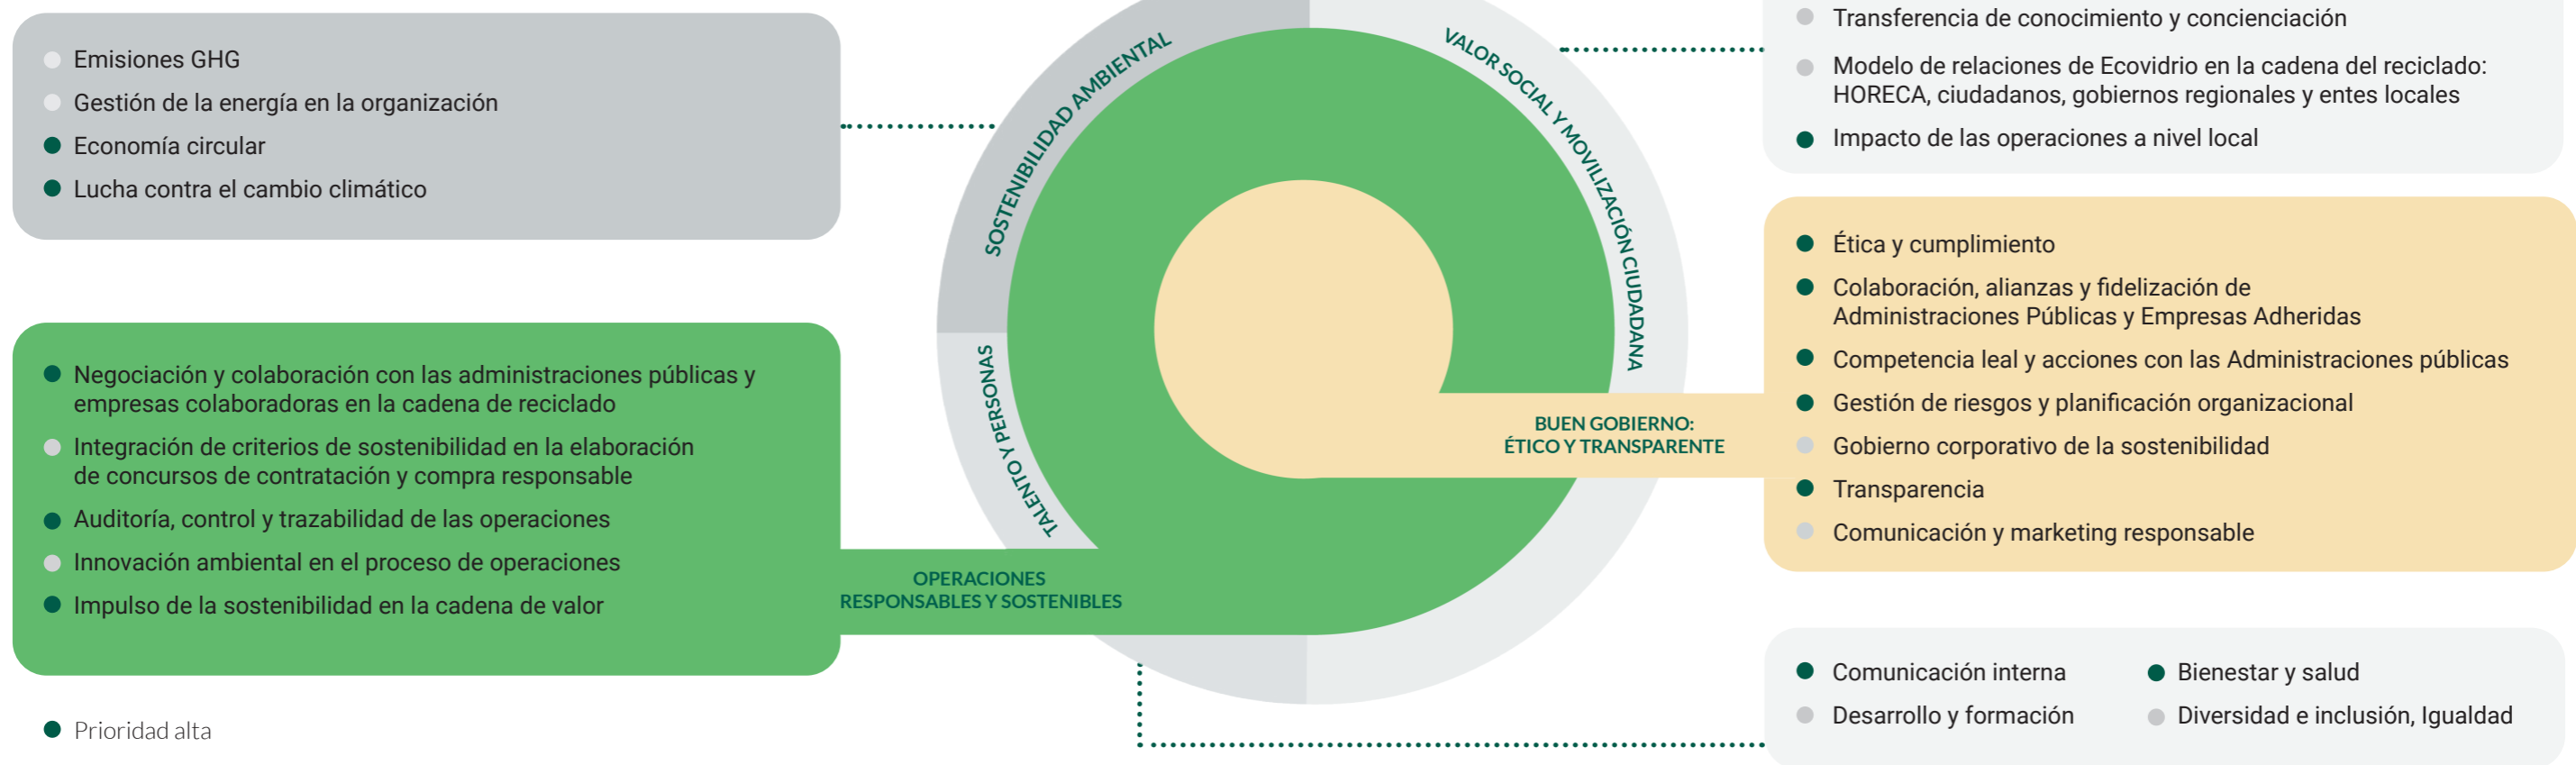 Emisiones GHG
Gestión de la energía en la organización
Economía circular
Lucha contra el cambio climático
Negociación y colaboración con las administraciones públicas y
empresas colaboradoras en la cadena de reciclado
Integración de criterios de sostenibilidad en la elaboración
de concursos de contratación y compra responsable
Auditoría, control y trazabilidad de las operaciones
Innovación ambiental en el proceso de operaciones
Impulso de la sostenibilidad en la cadena de valor
Prioridad alta
SOSTENIBILIDAD AMBIENTAL
VALOR SOCIAL Y MOVILIZACIÓN CIUDADANA
TALENTO Y PERSONAS
BUEN GOBIERNO:
ÉTICO Y TRANSPARENTE
OPERACIONES
RESPONSABLES Y SOSTENIBLES
Transferencia de conocimiento y concienciación
Modelo de relaciones de Ecovidrio en la cadena del reciclado:
HORECA, ciudadanos, gobiernos regionales y entes locales
Impacto de las operaciones a nivel local
Ética y cumplimiento
Colaboración, alianzas y fidelización de
Administraciones Públicas y Empresas Adheridas
Competencia leal y acciones con las Administraciones públicas
Gestión de riesgos y planificación organizacional
Gobierno corporativo de la sostenibilidad
Transparencia
Comunicación y marketing responsable
Comunicación interna
Desarrollo y formación
Bienestar y salud
Diversidad e inclusión, Igualdad